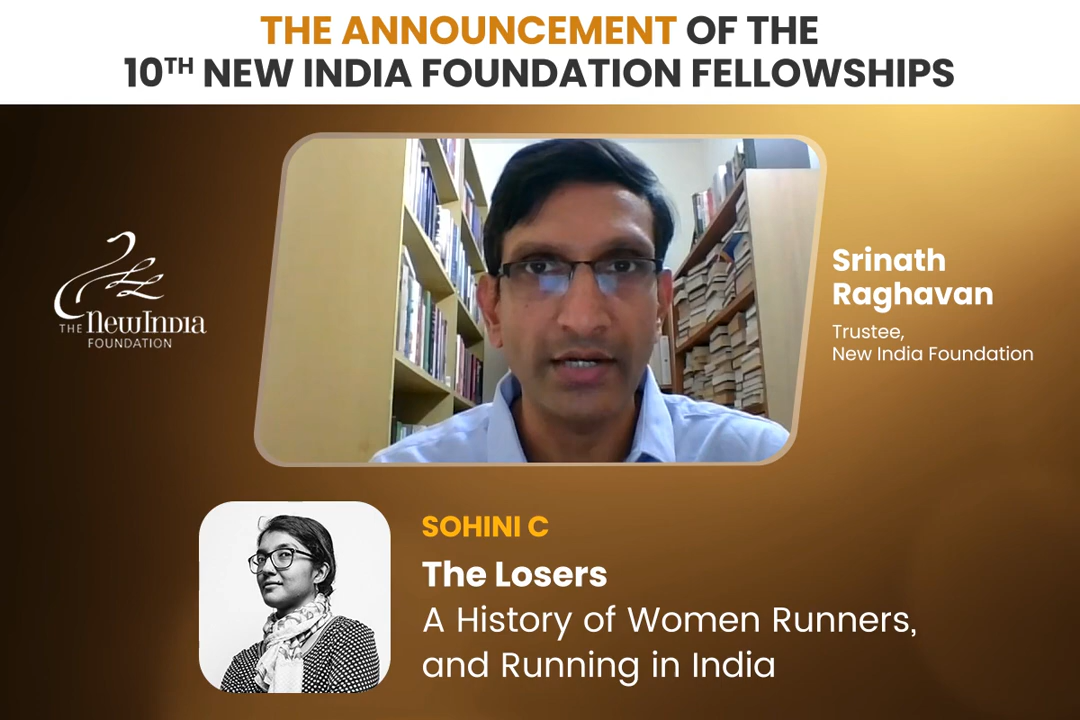 THE ANNOUNCEMENT OF THE
10TH NEW INDIA FOUNDATION FELLOWSHIPS
THE NEWINDIA
FOUNDATION
Srinath
Raghavan
Trustee,
New India Foundation
SOHINI C
The Losers
A History of Women Runners,
and Running in India